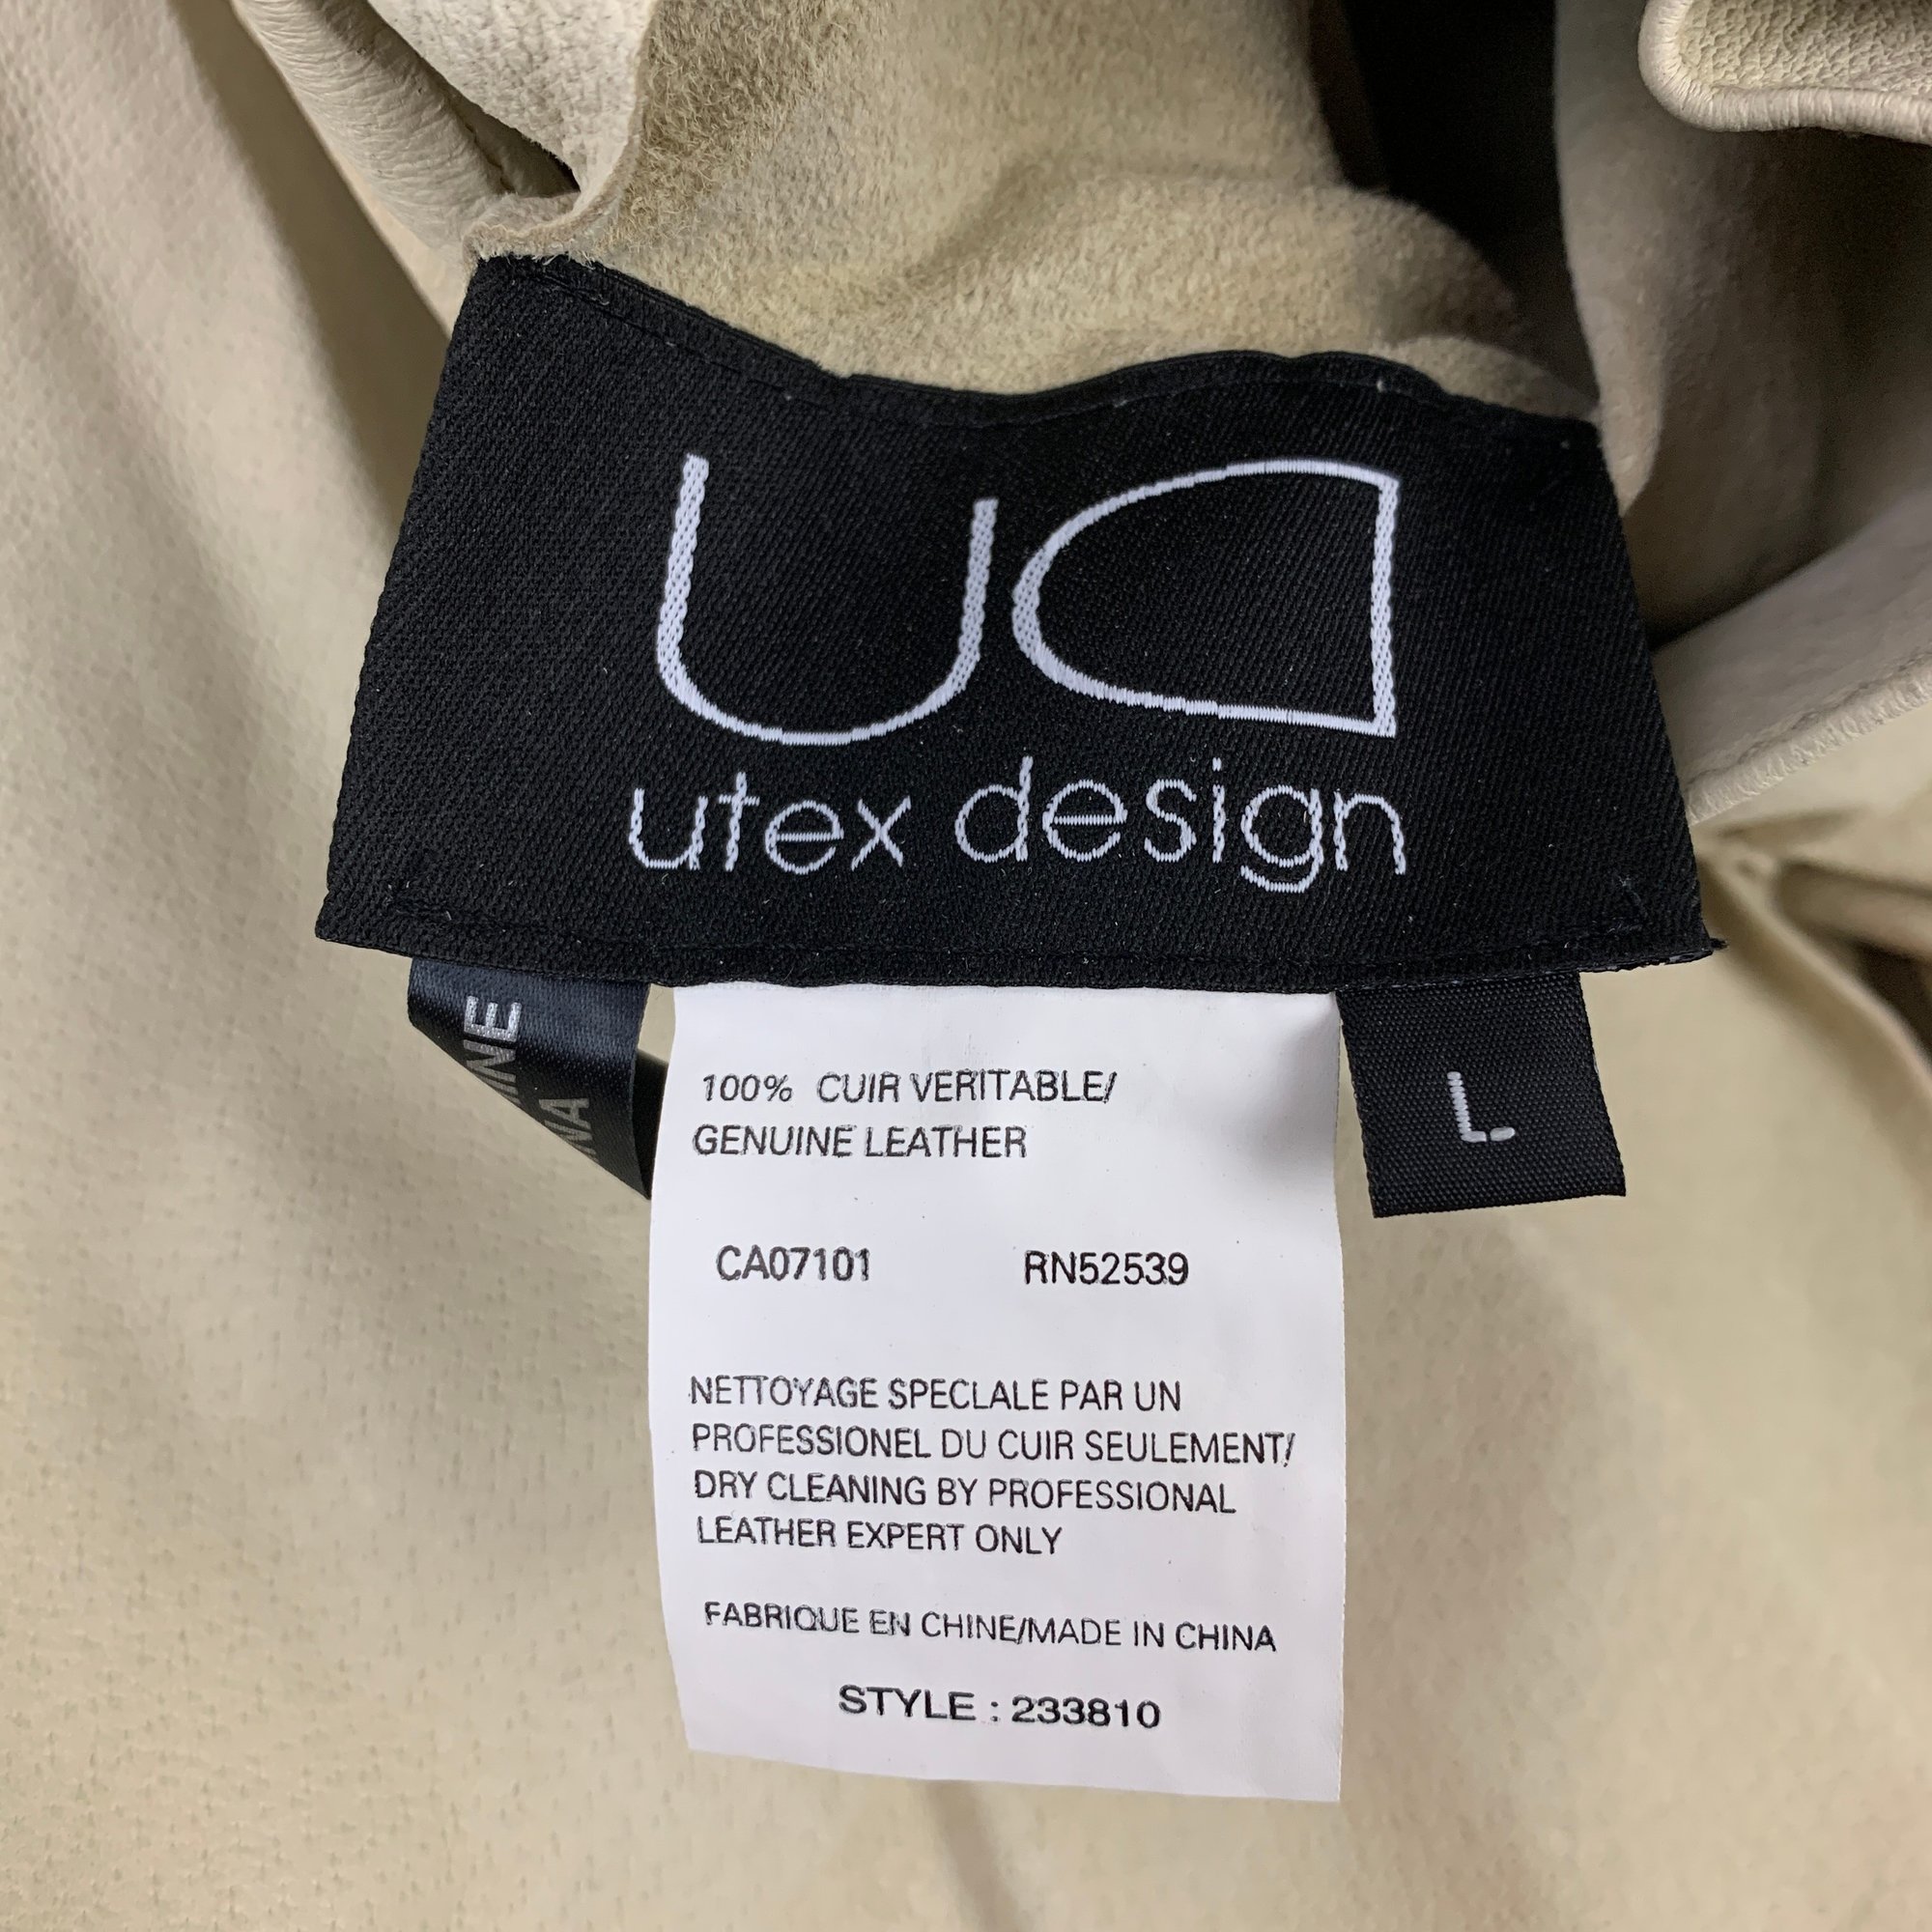 UD
utex design
L
100% CUIR VERITABLE/
GENUINE LEATHER
CA07101 RN52539
NETTOYAGE SPECLALE PAR UN
PROFESSIONEL DU CUIR SEULEMENT/
DRY CLEANING BY PROFESSIONAL
LEATHER EXPERT ONLY
FABRIQUE EN CHINE/MADE IN CHINA
STYLE : 233810